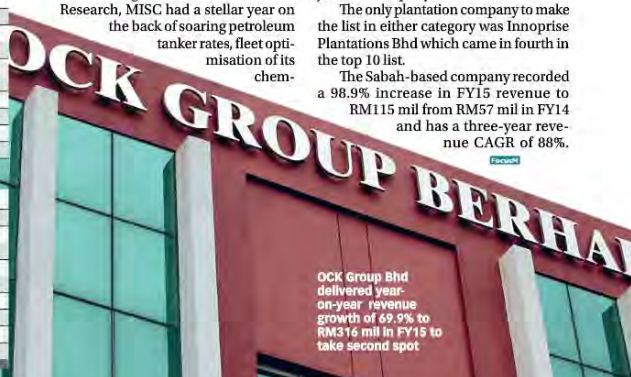 Research, MISC had a stellar year on
the back of soaring petroleum
tanker rates, fleet opti-
misation of its
chem-
The only plantation company to make
the list in either category was Innoprise
Plantations Bhd which came in fourth in
the top 10 list.
The Sabah-based company recorded
a 98.9% increase in FY15 revenue to
RM115 mil from RM57 mil in FY14
and has a three-year reve-
nue CAGR of 88%.
FocusM
OCK GROUP BERHA
OCK Group Bhd
delivered year-
on-year revenue
growth of 69.9% to
RM316 mil in FY15 to
take second spot